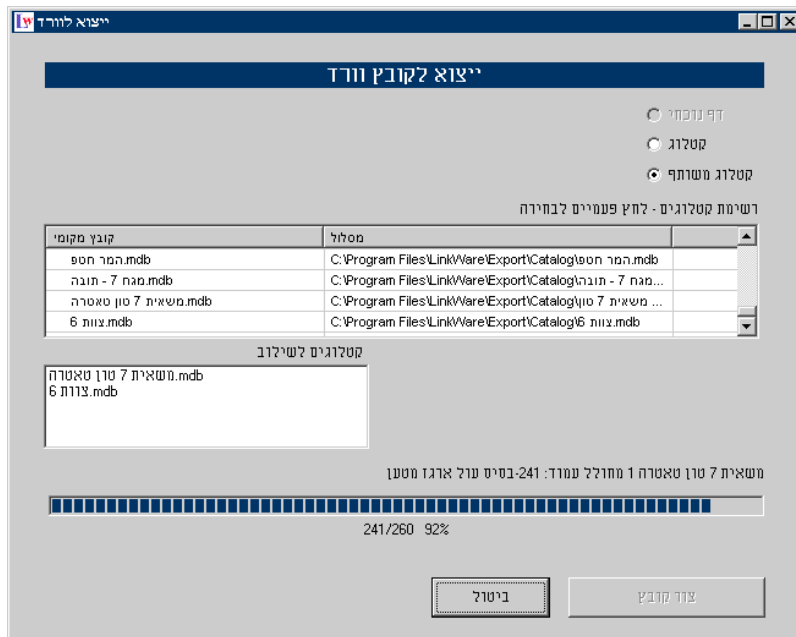 ייצוא לוורד
ייצוא לקובץ וורד
דף נוכחי
קטלוג
קטלוג משותף
רשימת קטלוגים - לחץ פעמיים לבחירה
קובץ מקומי מסלול
המר חטפ.mdb C:\Program Files\LinkWare\Export\Catalog\המר חטפ.mdb
מגח 7 - תובה.mdb C:\Program Files\LinkWare\Export\Catalog\מגח 7 - תובה...
משאית 7 טון טאטרה.mdb C:\Program Files\LinkWare\Export\Catalog\משאית 7 טון ...
צוות 6.mdb C:\Program Files\LinkWare\Export\Catalog\צוות 6.mdb
קטלוגים לשילוב
משאית 7 טון טאטרה.mdb
צוות 6.mdb
משאית 7 טון טאטרה 1 מחולל עמוד: 241-בסיס עול ארגז מטען
241/260 92%
ביטול
צור קובץ